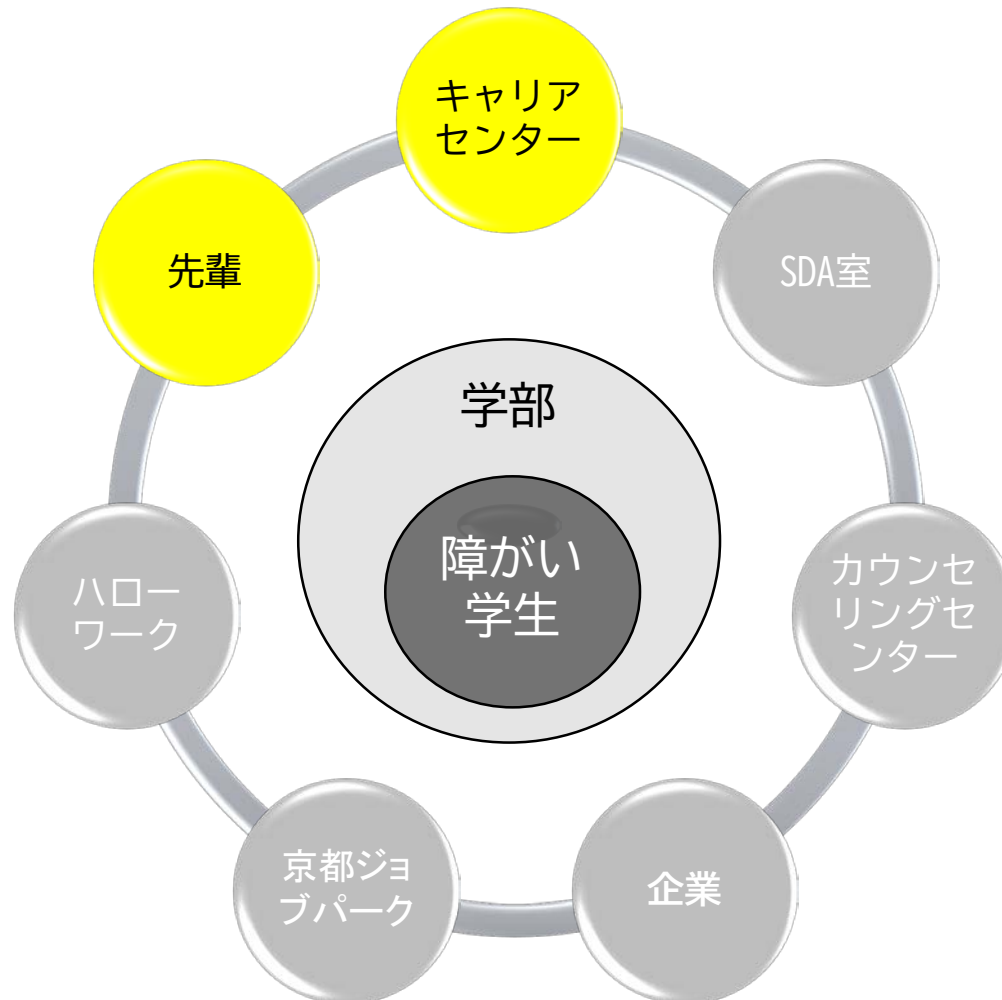 キャリア
センター
先輩
SDA室
学部
障がい
学生
ハロー
ワーク
カウンセ
リングセ
ンター
京都ジョ
ブパーク
企業